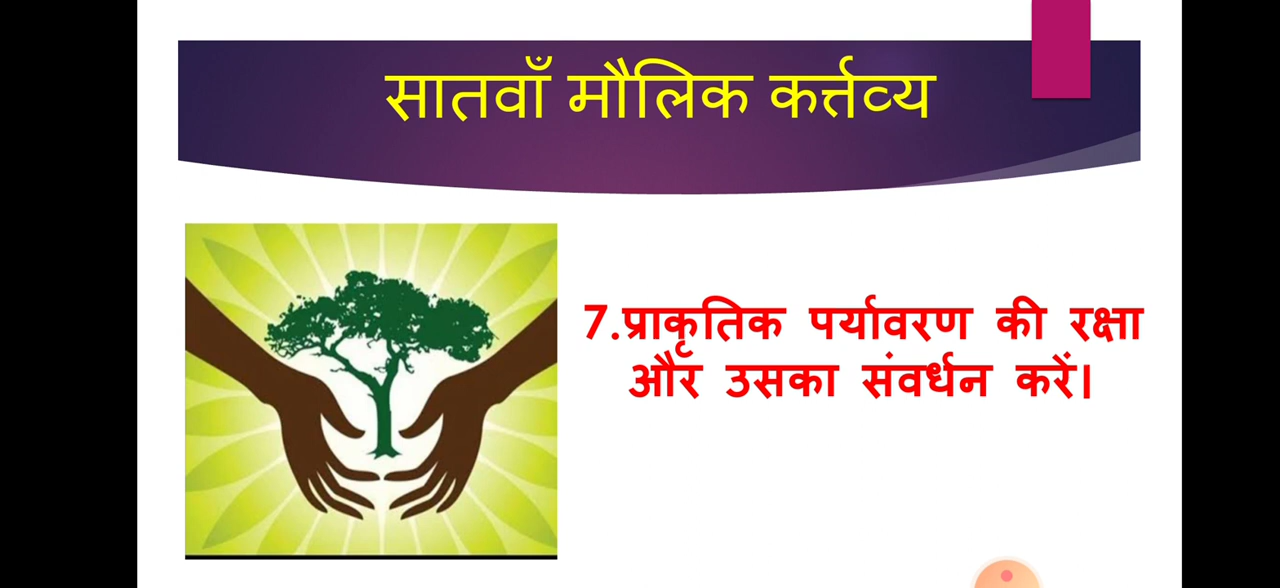 सातवाँ मौलिक कर्त्तव्य
7.प्राकृतिक पर्यावरण की रक्षा
और उसका संवर्धन करें।